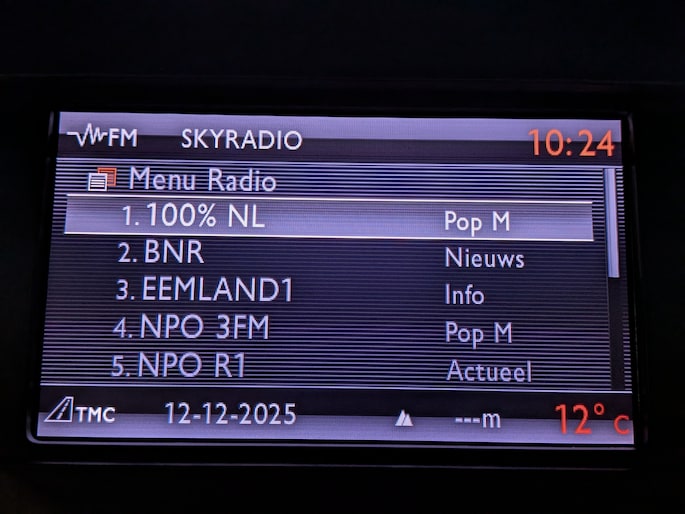 FM SKYRADIO 10:24
Menu Radio
1. 100% NL Pop M
2. BNR Nieuws
3. EEMLAND1 Info
4. NPO 3FM Pop M
5. NPO R1 Actueel
TMC 12-12-2025 ---m 12° C